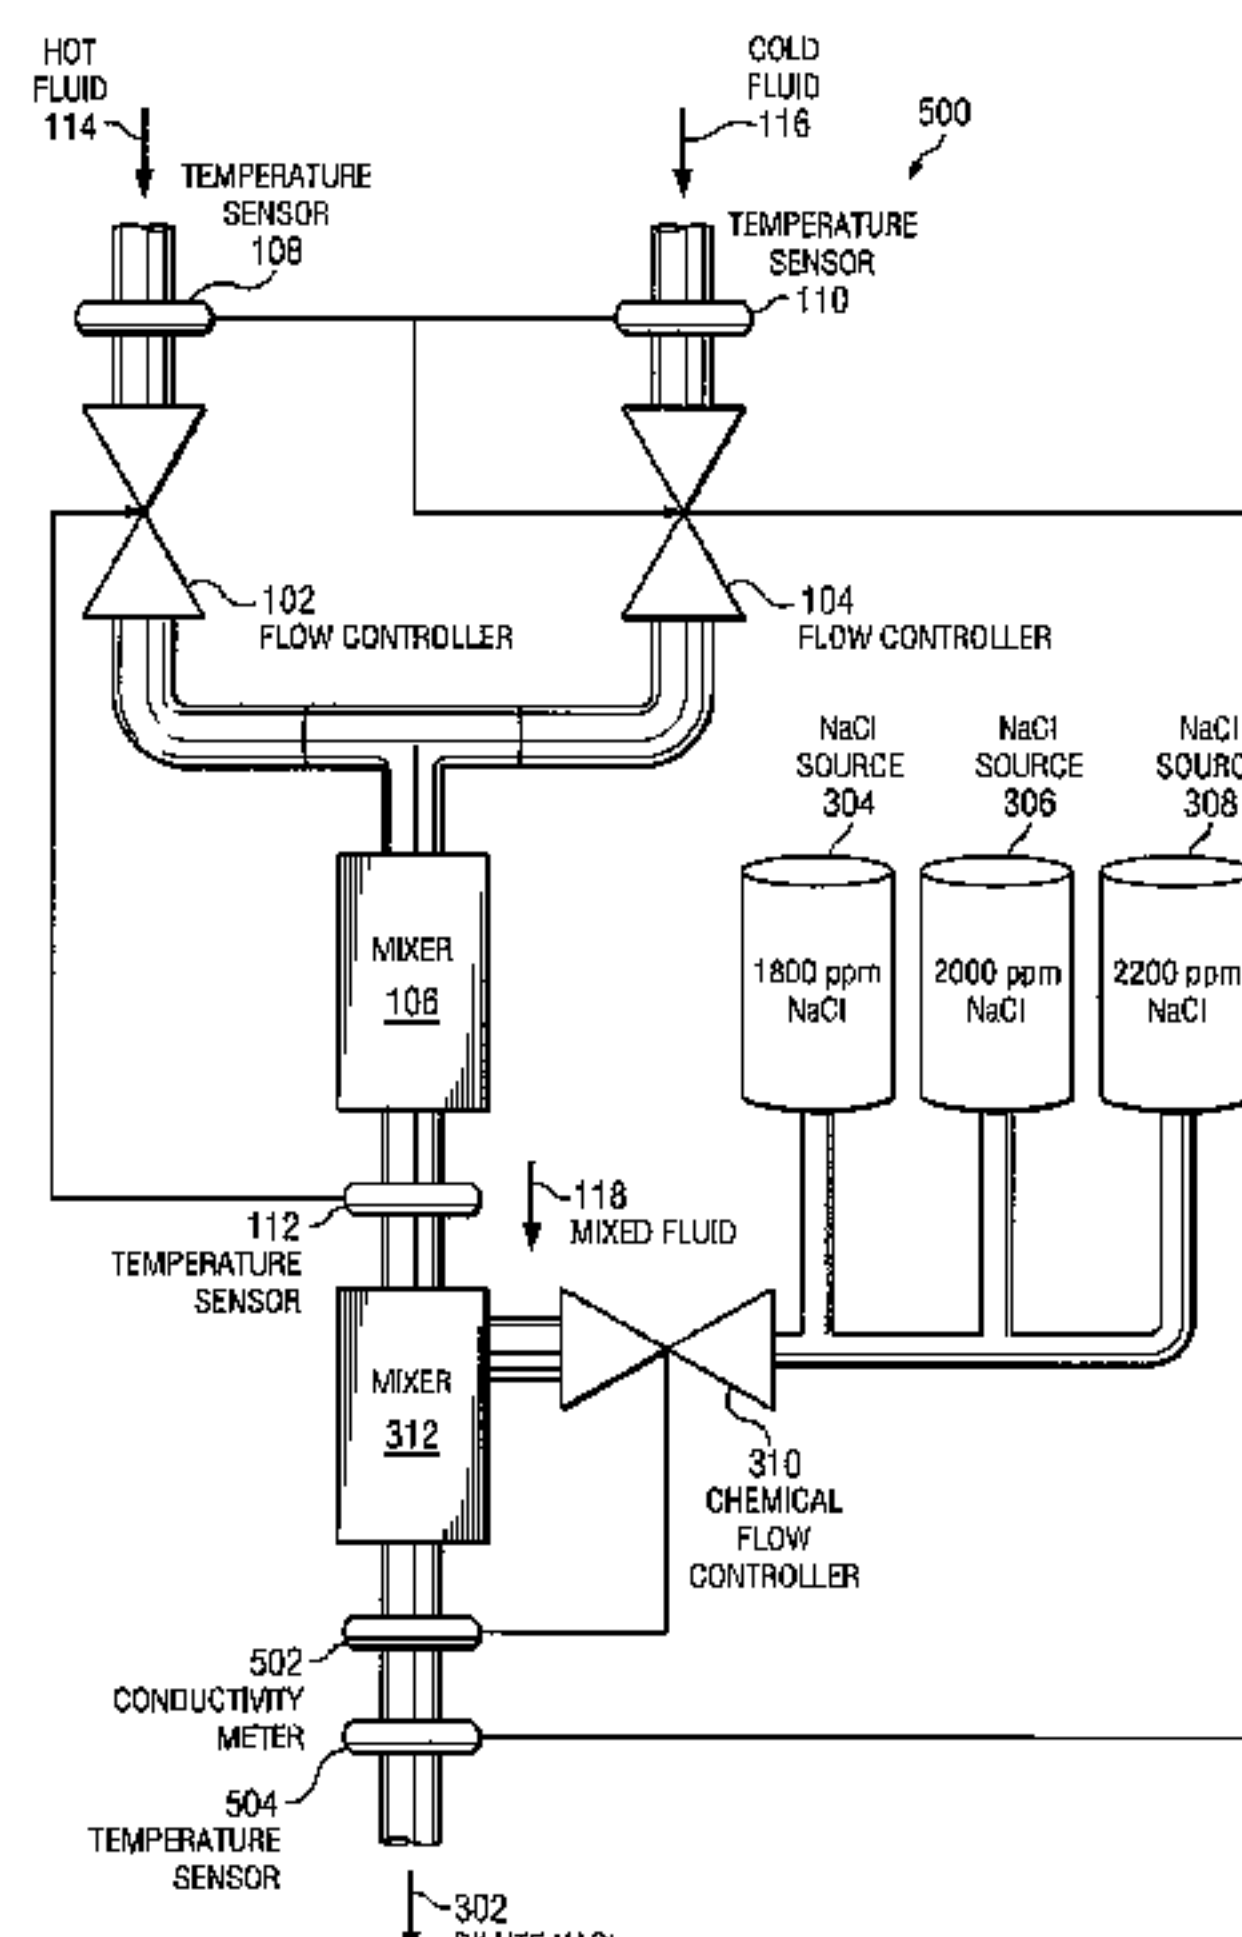 HOT
FLUID
114
COLD
FLUID
116
500
TEMPERATURE
SENSOR
108
TEMPERATURE
SENSOR
110
102
FLOW CONTROLLER
104
FLOW CONTROLLER
NaCl
SOURCE
304
NaCl
SOURCE
306
NaCl
SOURC
308
MIXER
106
1800 ppm
NaCl
2000 ppm
NaCl
2200 ppm
NaCl
112
TEMPERATURE
SENSOR
118
MIXED FLUID
MIXER
312
310
CHEMICAL
FLOW
CONTROLLER
502
CONDUCTIVITY
METER
504
TEMPERATURE
SENSOR
302